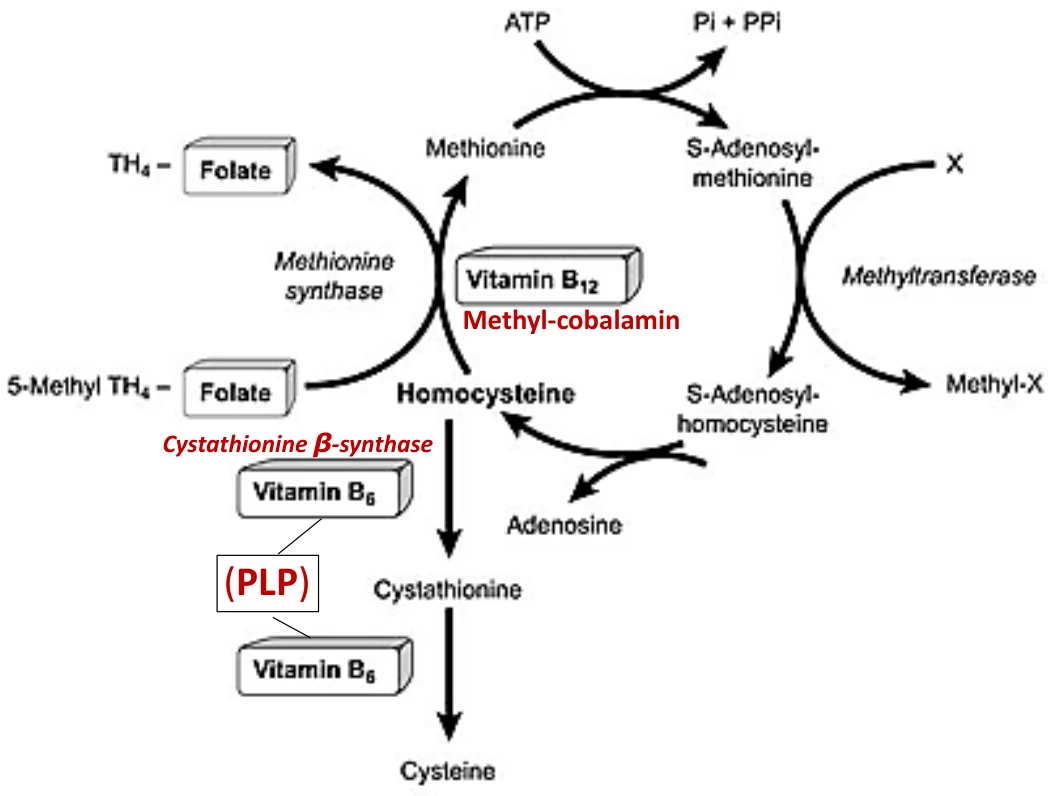 ATP
Pi + PPi
Methionine
S-Adenosyl-
methionine
TH₄ –
Folate
X
Methionine
synthase
Vitamin B₁₂
Methyl-cobalamin
Methyltransferase
5-Methyl TH₄ –
Folate
Homocysteine
S-Adenosyl-
homocysteine
Methyl-X
Cystathionine β-synthase
Vitamin B₆
Adenosine
(PLP)
Cystathionine
Vitamin B₆
Cysteine